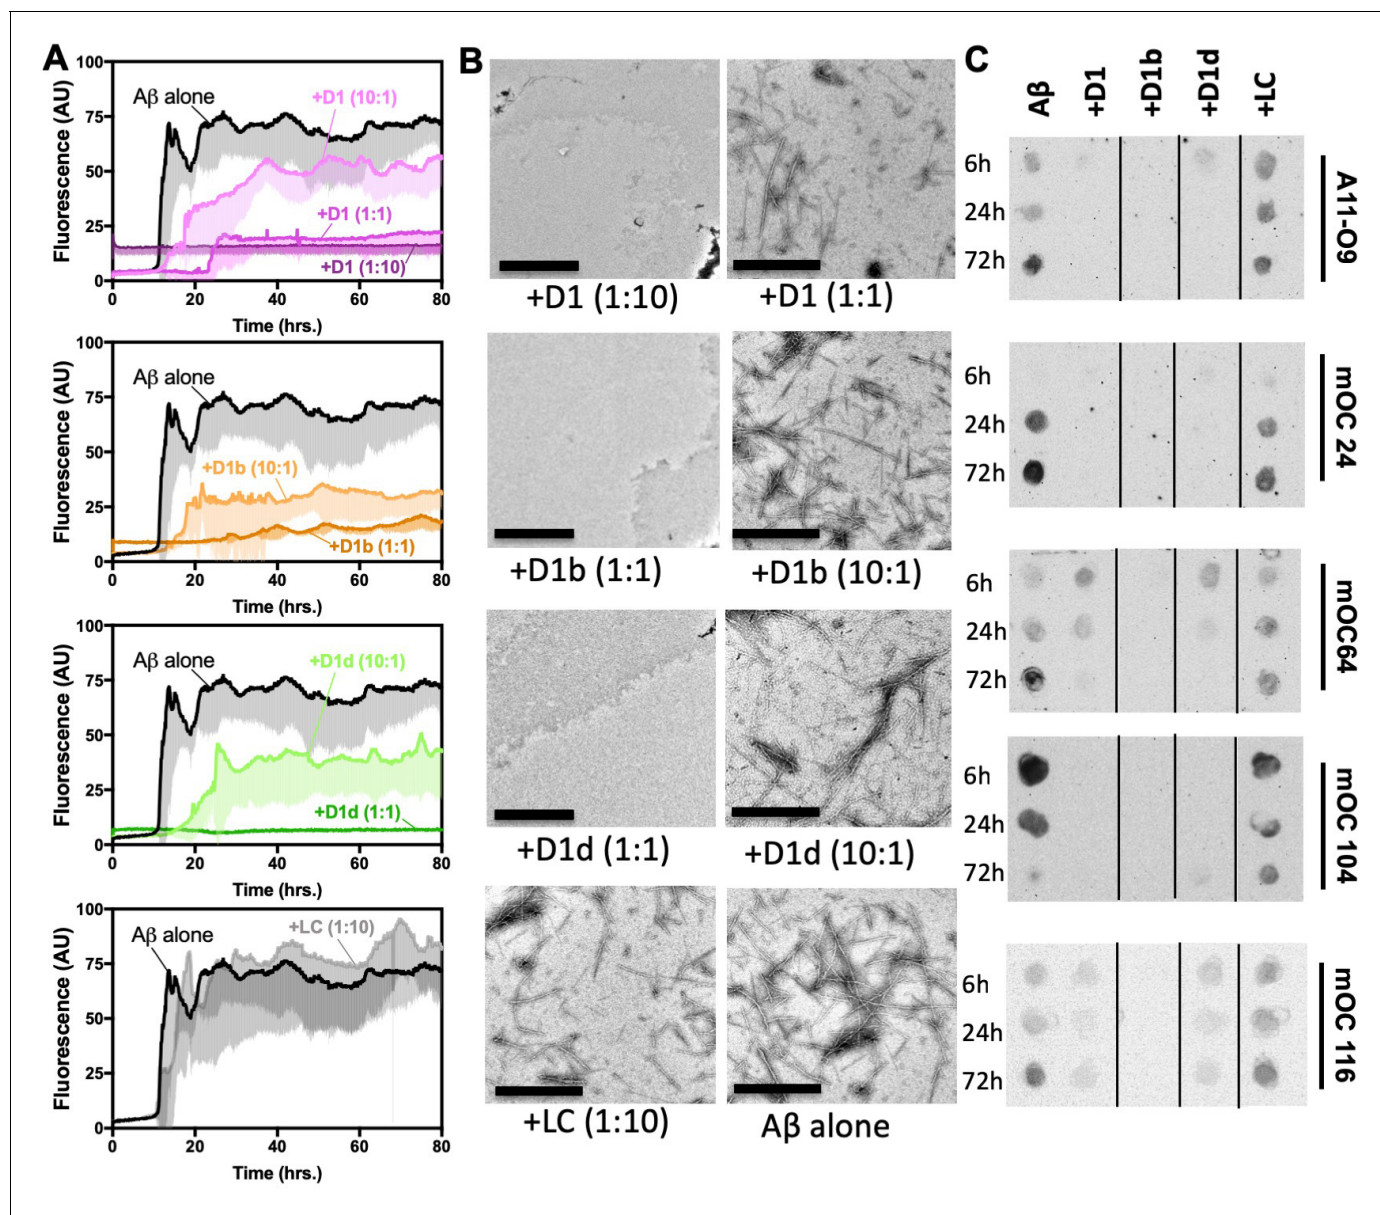 A
Fluorescence (AU)
100
75
50
25
0
Aβ alone
+D1 (10:1)
+D1 (1:1)
+D1 (1:10)
0 20 40 60 80
Time (hrs.)
Fluorescence (AU)
100
75
50
25
0
Aβ alone
+D1b (10:1)
+D1b (1:1)
0 20 40 60 80
Time (hrs.)
Fluorescence (AU)
100
75
50
25
0
Aβ alone
+D1d (10:1)
+D1d (1:1)
0 20 40 60 80
Time (hrs.)
Fluorescence (AU)
100
75
50
25
0
Aβ alone
+LC (1:10)
0 20 40 60 80
Time (hrs.)
B
+D1 (1:10) +D1 (1:1)
+D1b (1:1) +D1b (10:1)
+D1d (1:1) +D1d (10:1)
+LC (1:10) Aβ alone
C
Aβ +D1 +D1b +D1d +LC
6h
24h
72h
A11-O9
6h
24h
72h
mOC 24
6h
24h
72h
mOC64
6h
24h
72h
mOC 104
6h
24h
72h
mOC 116